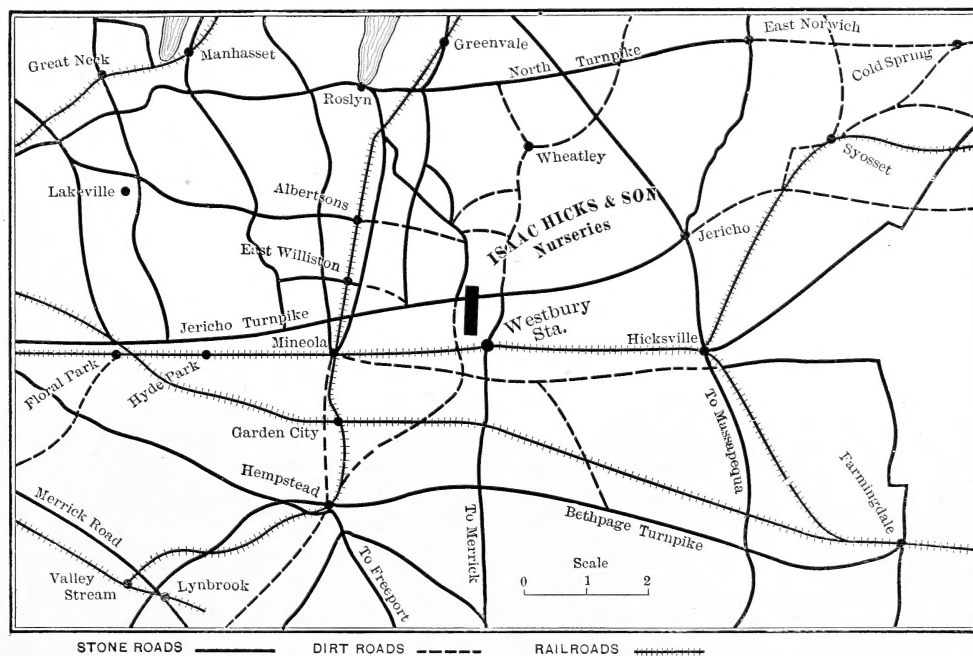 East Norwich
Greenvale
Great Neck
Manhasset
North Turnpike
Cold Spring
Roslyn
Wheatley
Syosset
Lakeville
Albertsons
ISAAC HICKS & SON
Nurseries
Jericho
East Williston
Jericho Turnpike
Westbury
Sta.
Mineola
Hicksville
Floral Park
Hyde Park
To Massapequa
Garden City
Farmingdale
Hempstead
Merrick Road
To Merrick
Bethpage Turnpike
To Freeport
Scale
0 1 2
Valley
Stream
Lynbrook
STONE ROADS DIRT ROADS RAILROADS